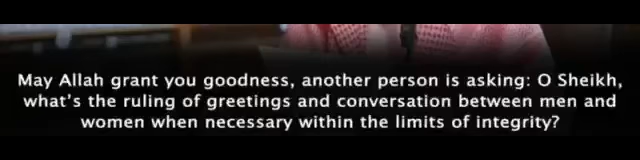 May Allah grant you goodness, another person is asking: O Sheikh,
what's the ruling of greetings and conversation between men and
women when necessary within the limits of integrity?